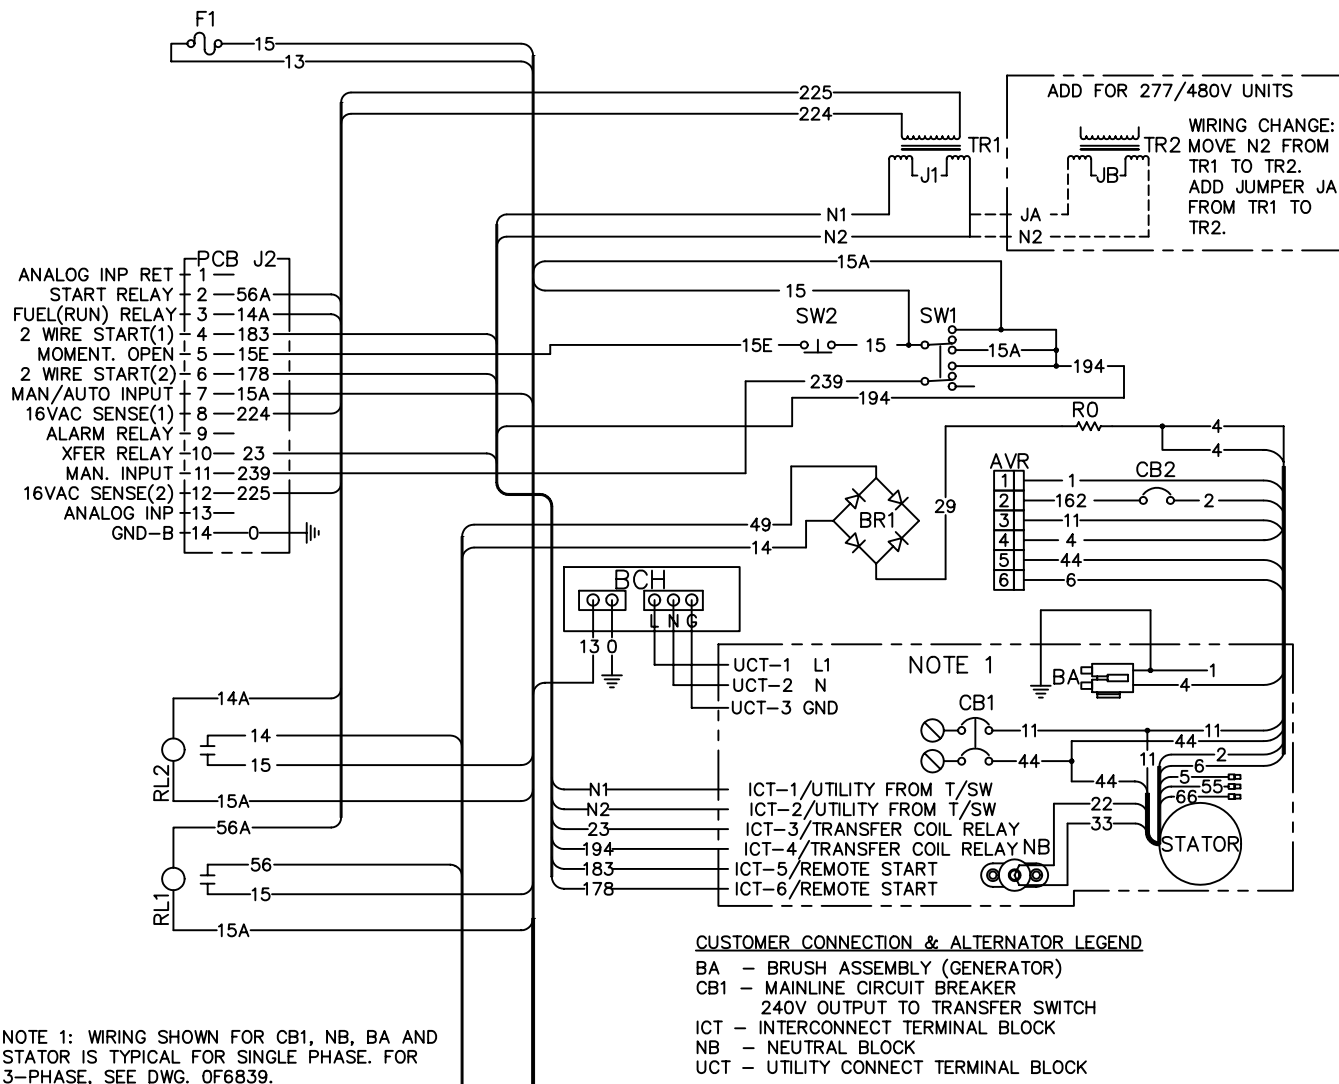 F1
15
13
225
224
TR1
J1
ADD FOR 277/480V UNITS
WIRING CHANGE:
MOVE N2 FROM
TR1 TO TR2.
ADD JUMPER JA
FROM TR1 TO
TR2.
TR2
JB
N1
JA
N2
N2
PCB J2
ANALOG INP RET 1
START RELAY 2 56A
FUEL(RUN) RELAY 3 14A
2 WIRE START(1) 4 183
MOMENT. OPEN 5 15E
2 WIRE START(2) 6 178
MAN/AUTO INPUT 7 15A
16VAC SENSE(1) 8 224
ALARM RELAY 9
XFER RELAY 10 23
MAN. INPUT 11 239
16VAC SENSE(2) 12 225
ANALOG INP 13
GND-B 14 0
15A
15
SW2
SW1
15E
15
15A
194
239
194
R0
4
4
29
BR1
49
14
AVR
CB2
1 1
2 162 2
3 11
4 4
5 44
6 6
BCH
L N G
13 0
UCT-1 L1
UCT-2 N
UCT-3 GND
NOTE 1
BA
1
4
CB1
11
11
44
44
11
2
6
5
55
66
44
22
33
STATOR
NB
14A
14
15
RL2
15A
56A
56
15
RL1
15A
N1 ICT-1/UTILITY FROM T/SW
N2 ICT-2/UTILITY FROM T/SW
23 ICT-3/TRANSFER COIL RELAY
194 ICT-4/TRANSFER COIL RELAY
183 ICT-5/REMOTE START
178 ICT-6/REMOTE START
CUSTOMER CONNECTION & ALTERNATOR LEGEND
BA - BRUSH ASSEMBLY (GENERATOR)
CB1 - MAINLINE CIRCUIT BREAKER
240V OUTPUT TO TRANSFER SWITCH
ICT - INTERCONNECT TERMINAL BLOCK
NB - NEUTRAL BLOCK
UCT - UTILITY CONNECT TERMINAL BLOCK
NOTE 1: WIRING SHOWN FOR CB1, NB, BA AND
STATOR IS TYPICAL FOR SINGLE PHASE. FOR
3-PHASE, SEE DWG. 0F6839.